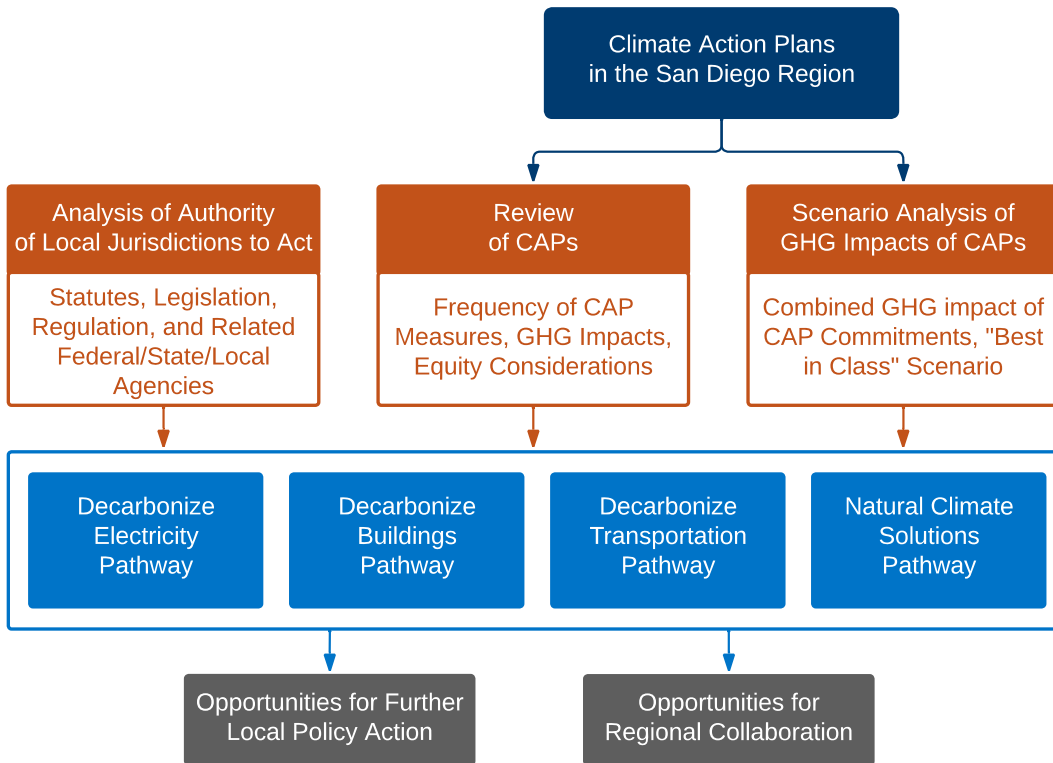 Climate Action Plans
in the San Diego Region
Analysis of Authority
of Local Jurisdictions to Act
Statutes, Legislation,
Regulation, and Related
Federal/State/Local
Agencies
Review
of CAPs
Frequency of CAP
Measures, GHG Impacts,
Equity Considerations
Scenario Analysis of
GHG Impacts of CAPs
Combined GHG impact of
CAP Commitments, "Best
in Class" Scenario
Decarbonize
Electricity
Pathway
Decarbonize
Buildings
Pathway
Decarbonize
Transportation
Pathway
Natural Climate
Solutions
Pathway
Opportunities for Further
Local Policy Action
Opportunities for
Regional Collaboration